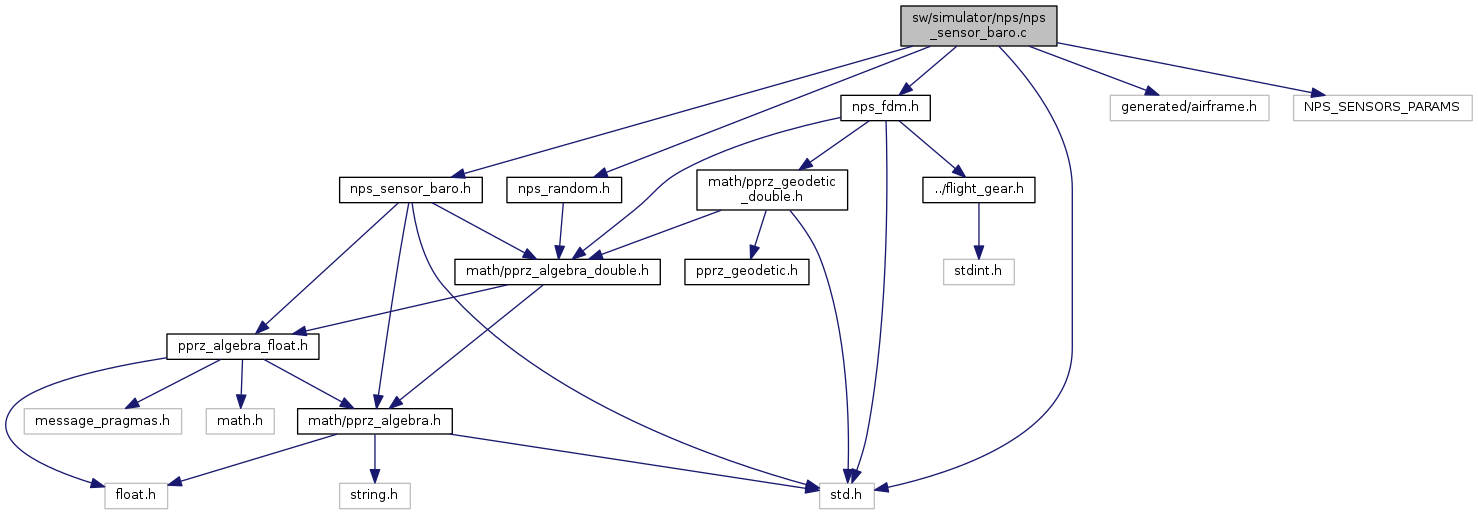 sw/simulator/nps/nps
_sensor_baro.c
nps_fdm.h
generated/airframe.h
NPS_SENSORS_PARAMS
nps_sensor_baro.h
nps_random.h
math/pprz_geodetic
_double.h
../flight_gear.h
math/pprz_algebra_double.h
pprz_geodetic.h
stdint.h
pprz_algebra_float.h
message_pragmas.h
math.h
math/pprz_algebra.h
float.h
string.h
std.h